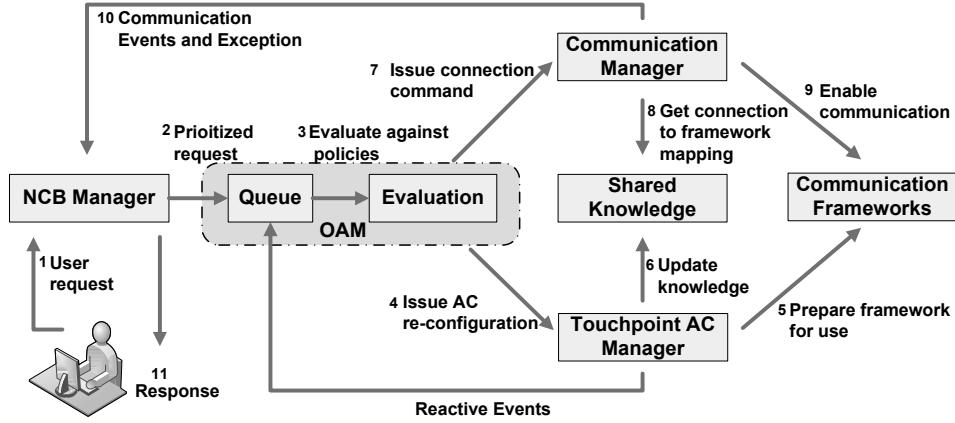 10 Communication
Events and Exception
Communication
Manager
7 Issue connection
command
9 Enable
communication
2 Prioitized
request
3 Evaluate against
policies
8 Get connection
to framework
mapping
NCB Manager
Queue
Evaluation
OAM
Shared
Knowledge
Communication
Frameworks
1 User
request
4 Issue AC
re-configuration
6 Update
knowledge
5 Prepare framework
for use
Touchpoint AC
Manager
11
Response
Reactive Events